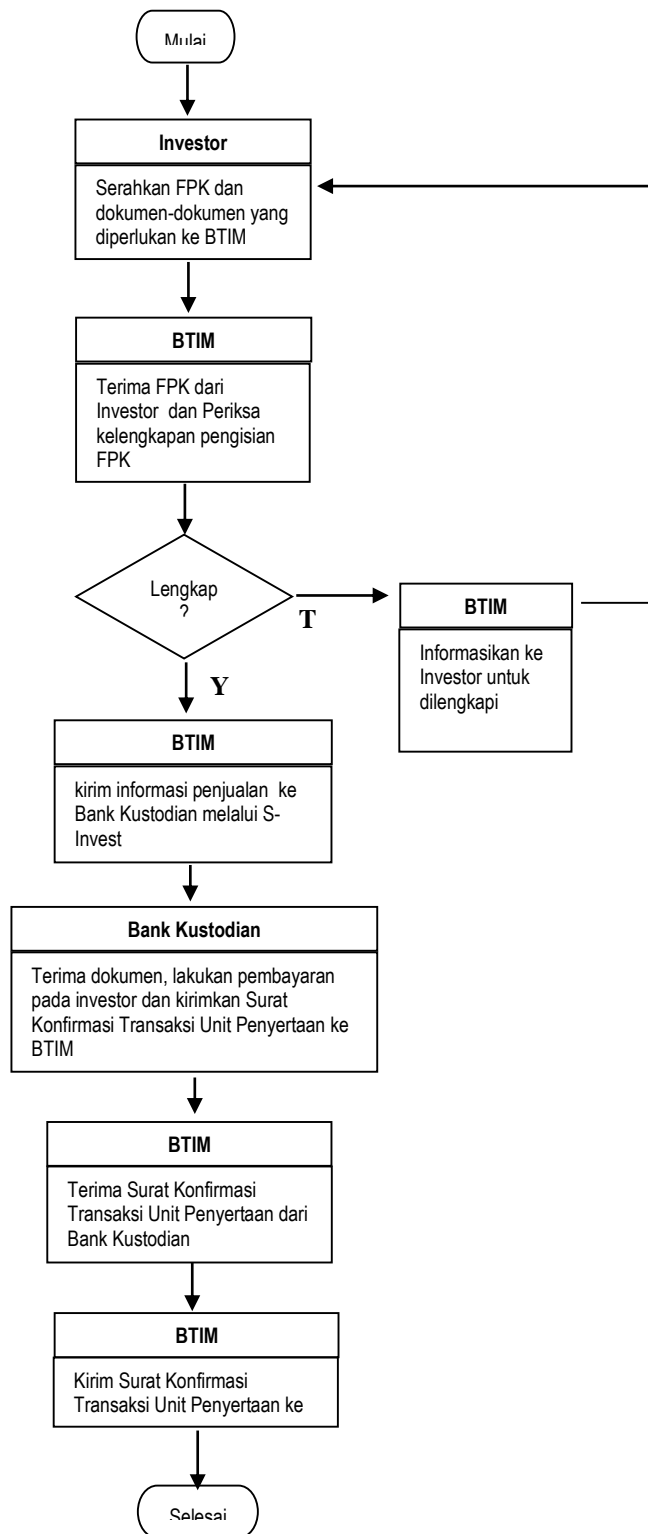 Mulai
Investor
Serahkan FPK dan
dokumen-dokumen yang
diperlukan ke BTIM
BTIM
Terima FPK dari
Investor dan Periksa
kelengkapan pengisian
FPK
Lengkap
?
T
BTIM
Informasikan ke
Investor untuk
dilengkapi
Y
BTIM
kirim informasi penjualan ke
Bank Kustodian melalui S-
Invest
Bank Kustodian
Terima dokumen, lakukan pembayaran
pada investor dan kirimkan Surat
Konfirmasi Transaksi Unit Penyertaan ke
BTIM
BTIM
Terima Surat Konfirmasi
Transaksi Unit Penyertaan dari
Bank Kustodian
BTIM
Kirim Surat Konfirmasi
Transaksi Unit Penyertaan ke
Selesai